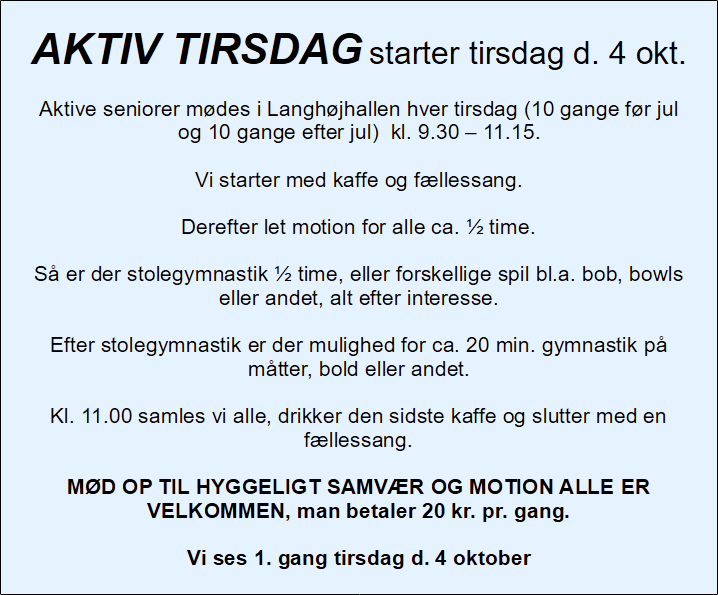 AKTIV TIRSDAG starter tirsdag d. 4 okt.
Aktive seniorer mødes i Langhøjhallen hver tirsdag (10 gange før jul
og 10 gange efter jul)  kl. 9.30 – 11.15.
Vi starter med kaffe og fællessang.
Derefter let motion for alle ca. ½ time.
Så er der stolegymnastik ½ time, eller forskellige spil bl.a. bob, bowls
eller andet, alt efter interesse.
Efter stolegymnastik er der mulighed for ca. 20 min. gymnastik på
måtter, bold eller andet.
Kl. 11.00 samles vi alle, drikker den sidste kaffe og slutter med en
fællessang.
MØD OP TIL HYGGELIGT SAMVÆR OG MOTION ALLE ER
VELKOMMEN, man betaler 20 kr. pr. gang.
Vi ses 1. gang tirsdag d. 4 oktober